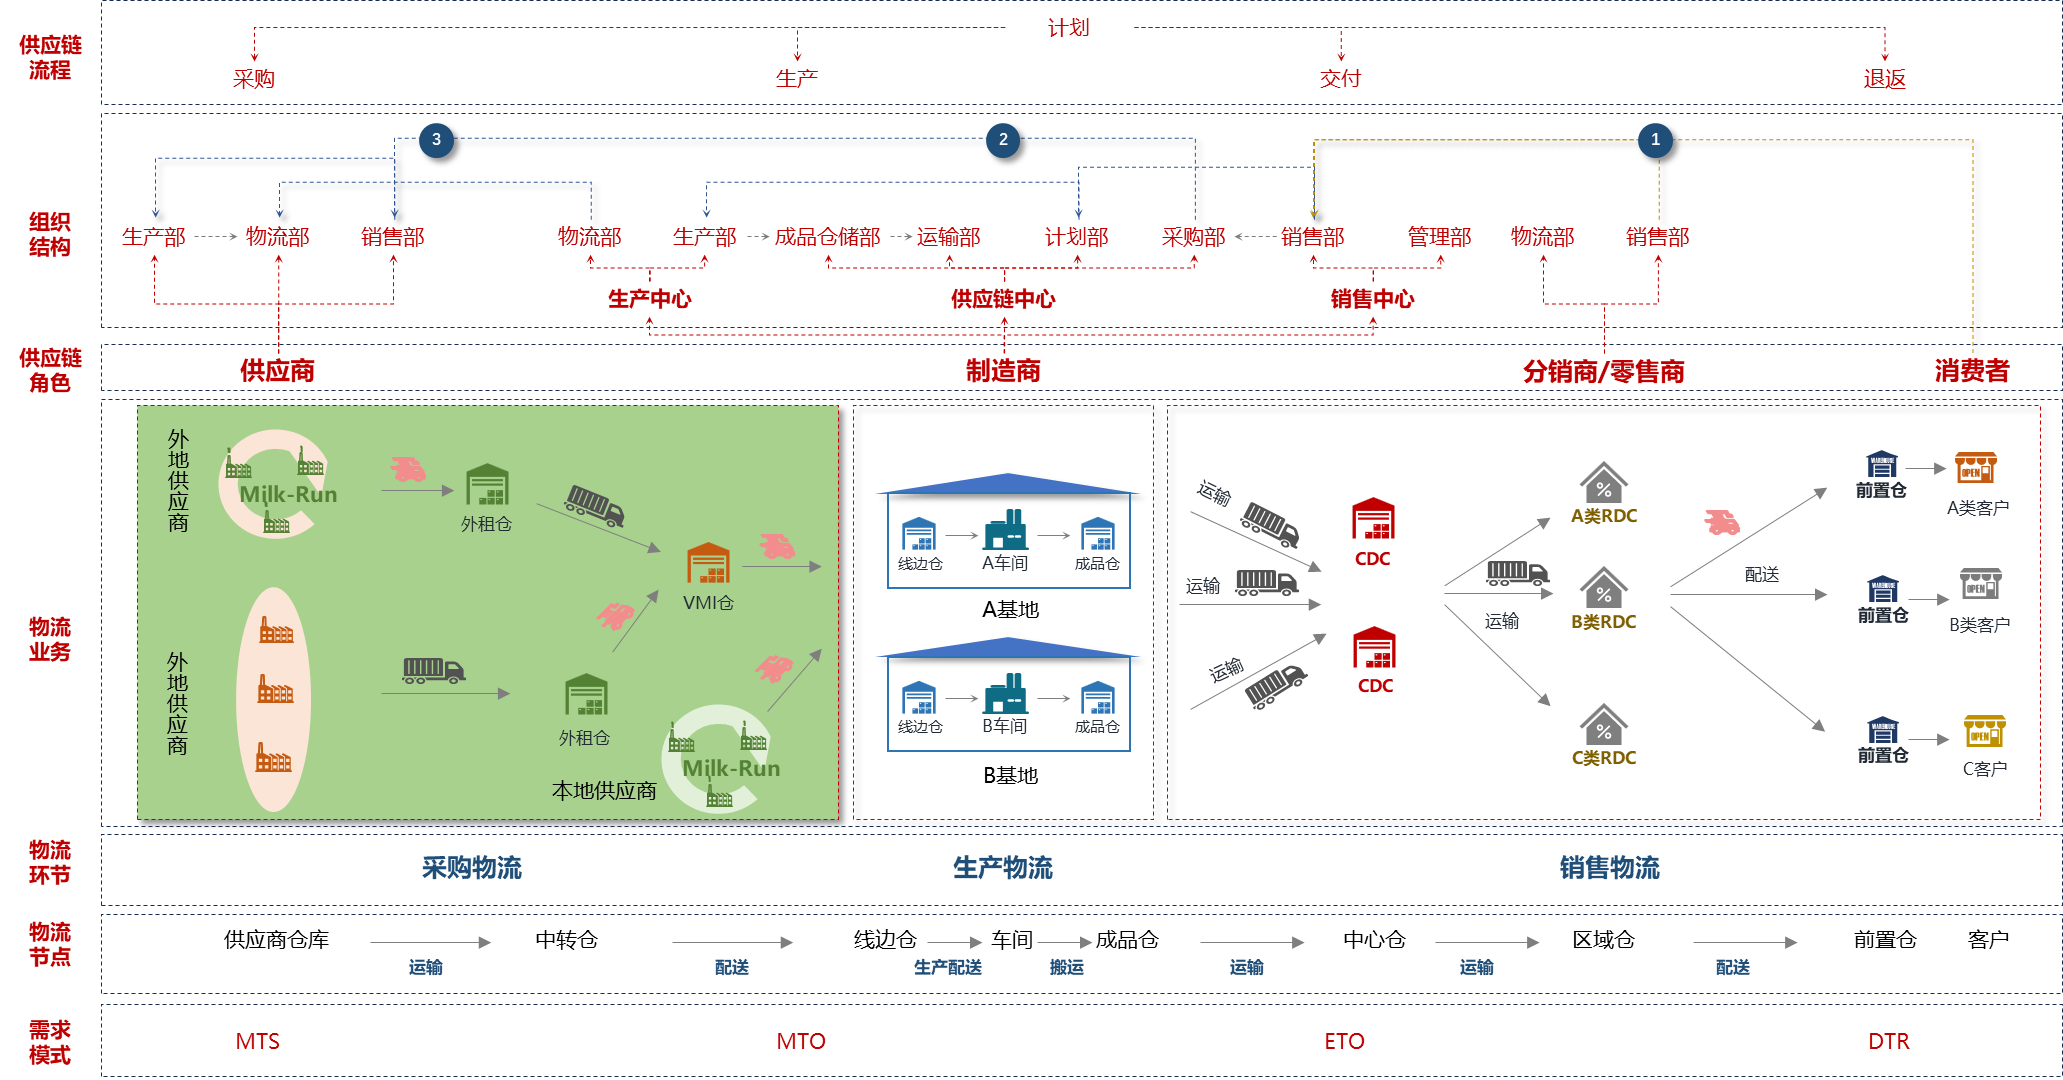 供应链
流程
计划
采购
生产
交付
退返
组织
结构
3
2
1
生产部
物流部
销售部
物流部
生产部
成品仓储部
运输部
计划部
采购部
销售部
管理部
物流部
销售部
生产中心
供应链中心
销售中心
供应链
角色
供应商
制造商
分销商/零售商
消费者
物流
业务
外地供应商
Milk-Run
外租仓
VMI仓
外地供应商
外租仓
本地供应商
Milk-Run
线边仓
A车间
成品仓
A基地
线边仓
B车间
成品仓
B基地
运输
运输
运输
CDC
CDC
运输
A类RDC
B类RDC
C类RDC
配送
WAREHOUSE
前置仓
OPEN
A类客户
WAREHOUSE
前置仓
OPEN
B类客户
WAREHOUSE
前置仓
OPEN
C客户
物流
环节
采购物流
生产物流
销售物流
物流
节点
供应商仓库
运输
中转仓
配送
线边仓
生产配送
车间
搬运
成品仓
运输
中心仓
运输
区域仓
配送
前置仓
客户
需求
模式
MTS
MTO
ETO
DTR